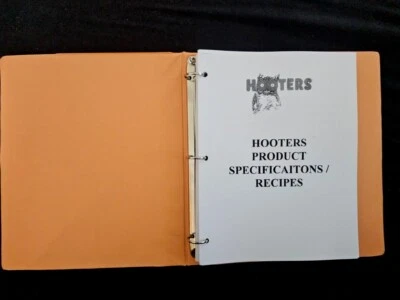 HOOTERS
HOOTERS
PRODUCT
SPECIFICAITONS /
RECIPES